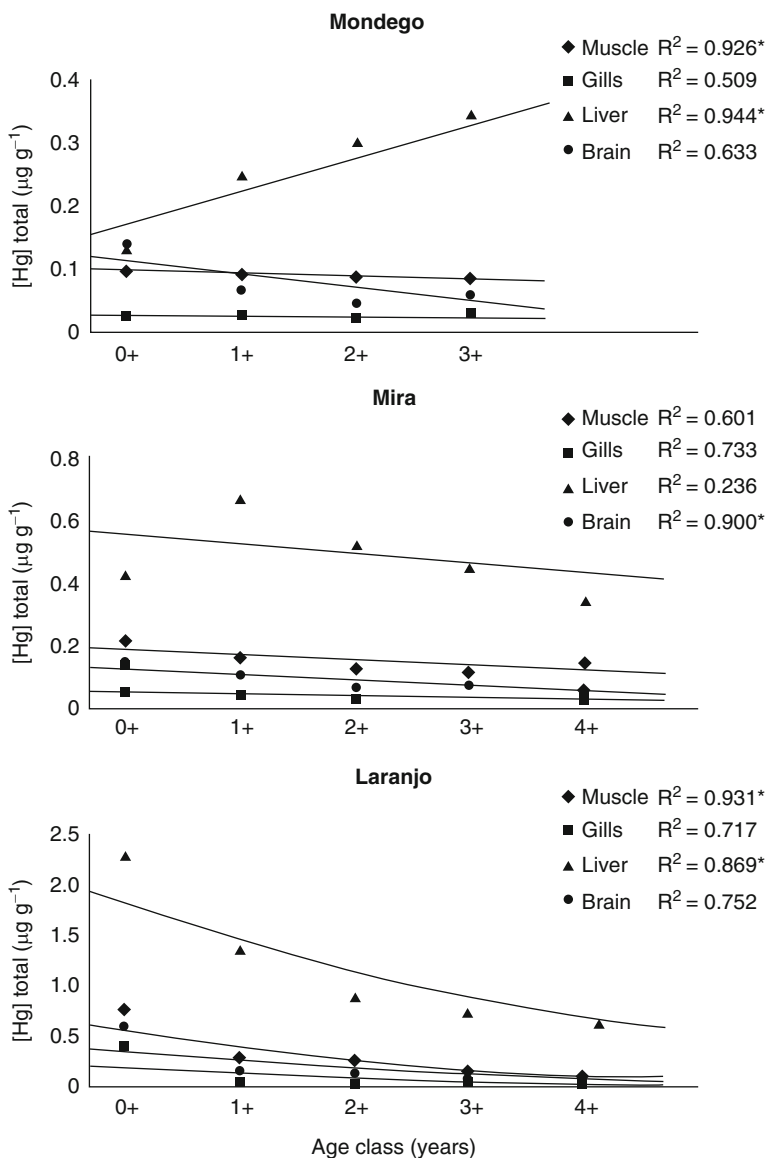 Mondego
◆ Muscle R² = 0.926*
■ Gills R² = 0.509
▲ Liver R² = 0.944*
● Brain R² = 0.633
[Hg] total (µg g⁻¹)
0.4
0.3
0.2
0.1
0
0+ 1+ 2+ 3+
Mira
◆ Muscle R² = 0.601
■ Gills R² = 0.733
▲ Liver R² = 0.236
● Brain R² = 0.900*
[Hg] total (µg g⁻¹)
0.8
0.6
0.4
0.2
0
0+ 1+ 2+ 3+ 4+
Laranjo
◆ Muscle R² = 0.931*
■ Gills R² = 0.717
▲ Liver R² = 0.869*
● Brain R² = 0.752
[Hg] total (µg g⁻¹)
2.5
2.0
1.5
1.0
0.5
0
0+ 1+ 2+ 3+ 4+
Age class (years)